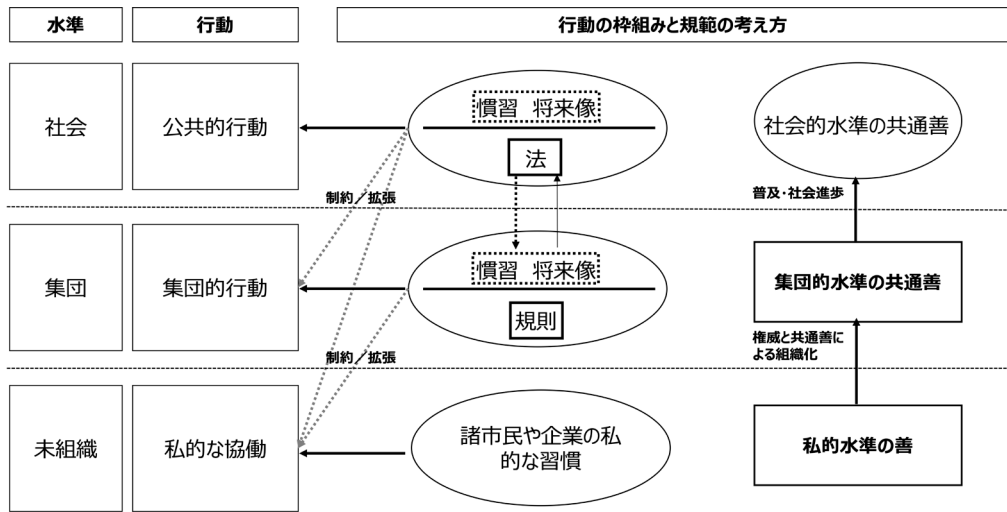 水準
行動
行動の枠組みと規範の考え方
社会
公共的行動
慣習 将来像
法
社会的水準の共通善
制約/拡張
普及・社会進歩
集団
集団的行動
慣習 将来像
規則
集団的水準の共通善
制約/拡張
権威と共通善に
よる組織化
未組織
私的な協働
諸市民や企業の私
的な習慣
私的水準の善